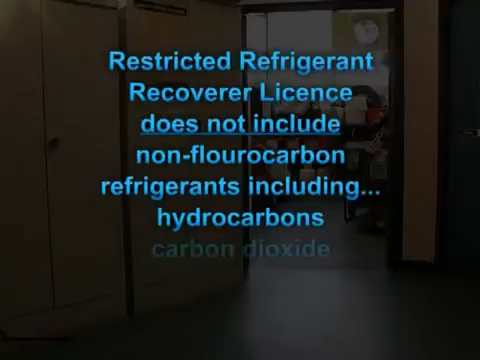 Restricted Refrigerant
Recoverer Licence
does not include
non-flourocarbon
refrigerants including...
hydrocarbons
carbon dioxide